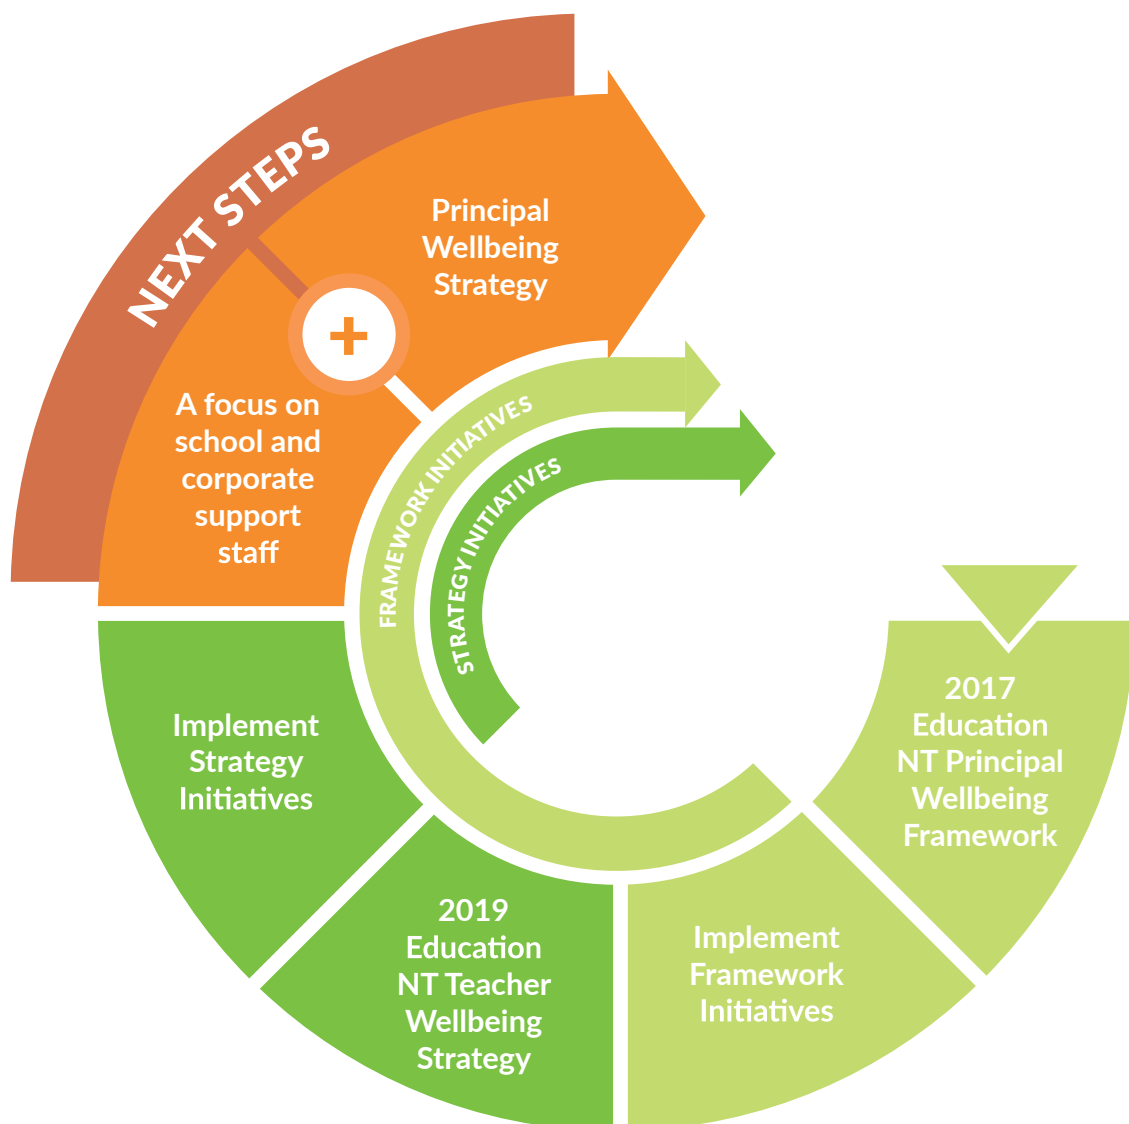 NEXT STEPS
Principal
Wellbeing
Strategy
+
A focus on
school and
corporate
support
staff
FRAMEWORK INITIATIVES
STRATEGY INITIATIVES
2017
Education
NT Principal
Wellbeing
Framework
Implement
Strategy
Initiatives
2019
Education
NT Teacher
Wellbeing
Strategy
Implement
Framework
Initiatives